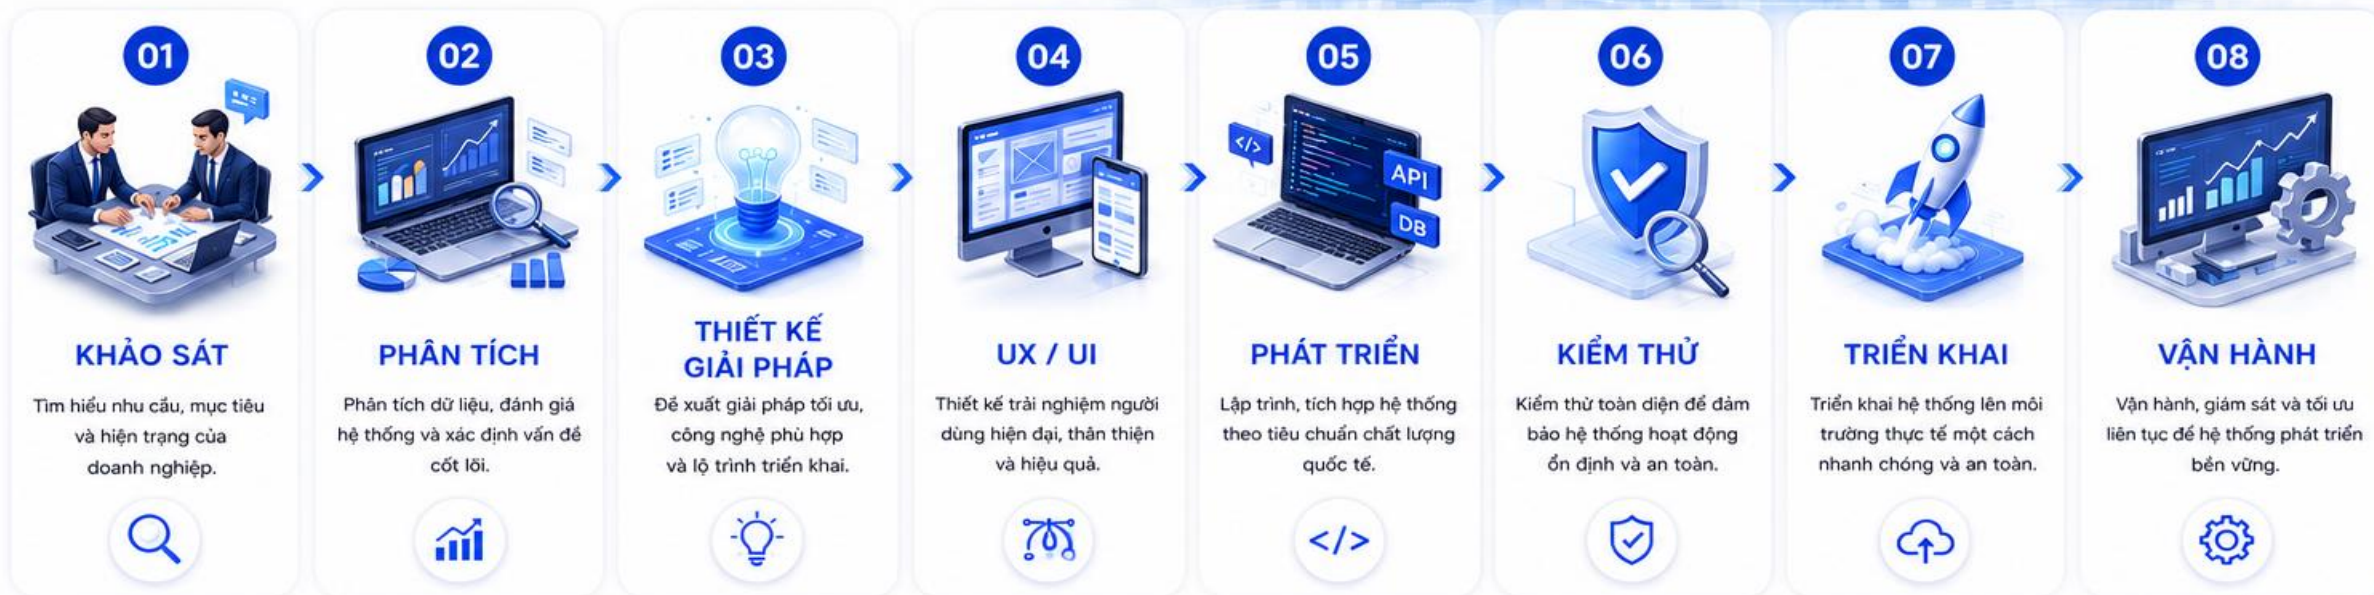 01
KHẢO SÁT
Tìm hiểu nhu cầu, mục tiêu
và hiện trạng của
doanh nghiệp.
02
PHÂN TÍCH
Phân tích dữ liệu, đánh giá
hệ thống và xác định vấn đề
cốt lõi.
03
THIẾT KẾ
GIẢI PHÁP
Đề xuất giải pháp tối ưu,
công nghệ phù hợp
và lộ trình triển khai.
04
UX / UI
Thiết kế trải nghiệm người
dùng hiện đại, thân thiện
và hiệu quả.
05
</>
API
DB
PHÁT TRIỂN
Lập trình, tích hợp hệ thống
theo tiêu chuẩn chất lượng
quốc tế.
</>
06
KIỂM THỬ
Kiểm thử toàn diện để đảm
bảo hệ thống hoạt động
ổn định và an toàn.
07
TRIỂN KHAI
Triển khai hệ thống lên môi
trường thực tế một cách
nhanh chóng và an toàn.
08
VẬN HÀNH
Vận hành, giám sát và tối ưu
liên tục để hệ thống phát triển
bền vững.